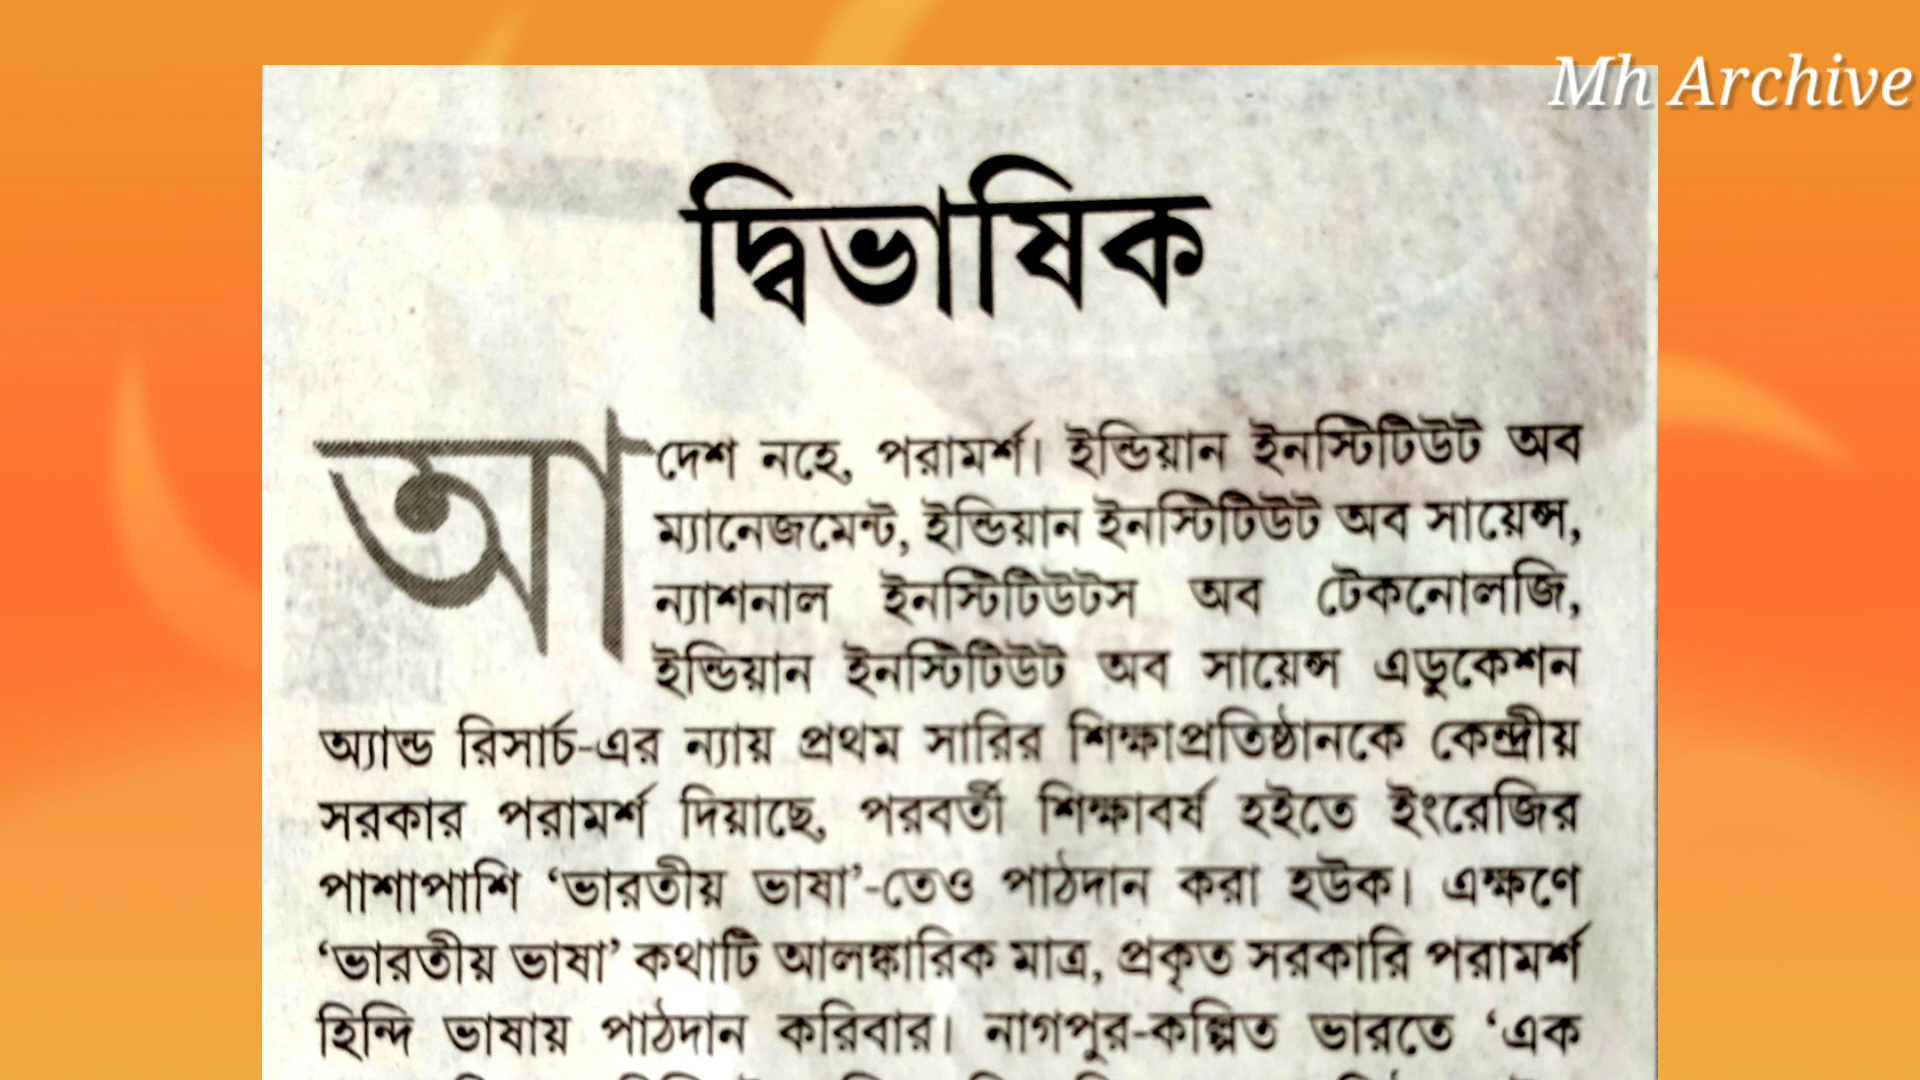 Mh Archive
দ্বিভাষিক
আদেশ নহে, পরামর্শ। ইন্ডিয়ান ইনস্টিটিউট অব
ম্যানেজমেন্ট, ইন্ডিয়ান ইনস্টিটিউট অব সায়েন্স,
ন্যাশনাল ইনস্টিটিউটস অব টেকনোলজি,
ইন্ডিয়ান ইনস্টিটিউট অব সায়েন্স এডুকেশন
অ্যান্ড রিসার্চ-এর ন্যায় প্রথম সারির শিক্ষাপ্রতিষ্ঠানকে কেন্দ্রীয়
সরকার পরামর্শ দিয়াছে, পরবর্তী শিক্ষাবর্ষ হইতে ইংরেজির
পাশাপাশি ‘ভারতীয় ভাষা’-তেও পাঠদান করা হউক। এক্ষণে
‘ভারতীয় ভাষা’ কথাটি আলঙ্কারিক মাত্র, প্রকৃত সরকারি পরামর্শ
হিন্দি ভাষায় পাঠদান করিবার। নাগপুর-কল্পিত ভারতে ‘এক